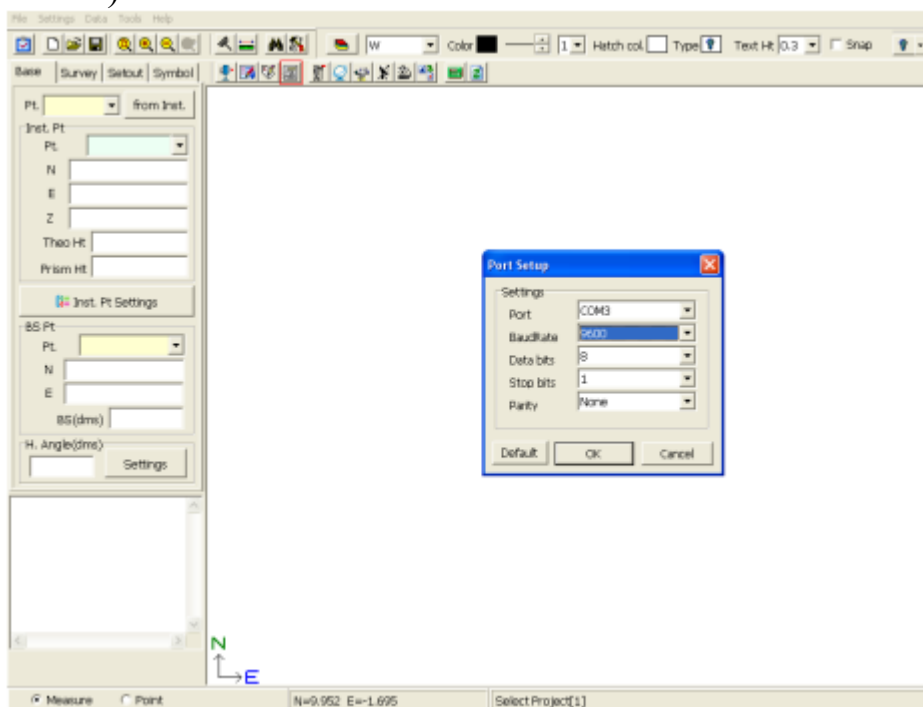 )
File Settings Data Tools Help
W Color 1 Hatch col. Type Text Ht 0.3 Snap
Base Survey Setout Symbol
Pt. from Inst.
Inst. Pt
Pt.
N
E
Z
Theo Ht
Prism Ht
Inst. Pt Settings
BS Pt
Pt.
N
E
BS(dms)
H. Angle(dms)
Settings
Port Setup
Settings
Port COM3
BaudRate 9600
Data bits 8
Stop bits 1
Parity None
Default OK Cancel
N
E
Measure Point N=9.952 E=-1.695 Select Project[1]